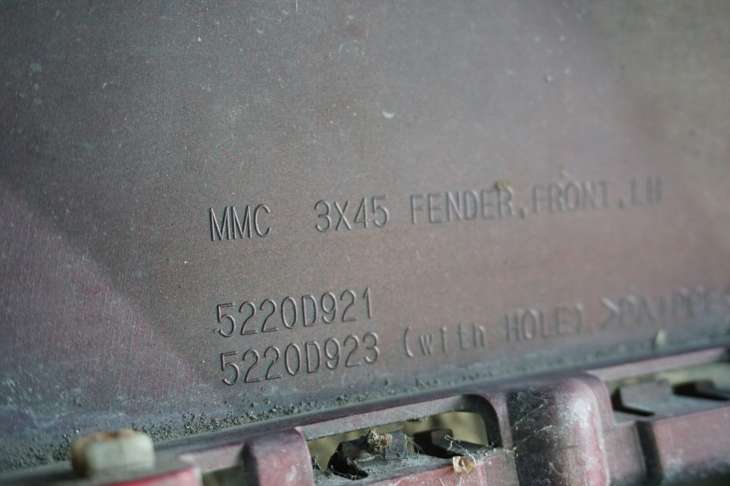 MMC 3X45 FENDER,FRONT,LH
5220D921
5220D923 (with HOLE)